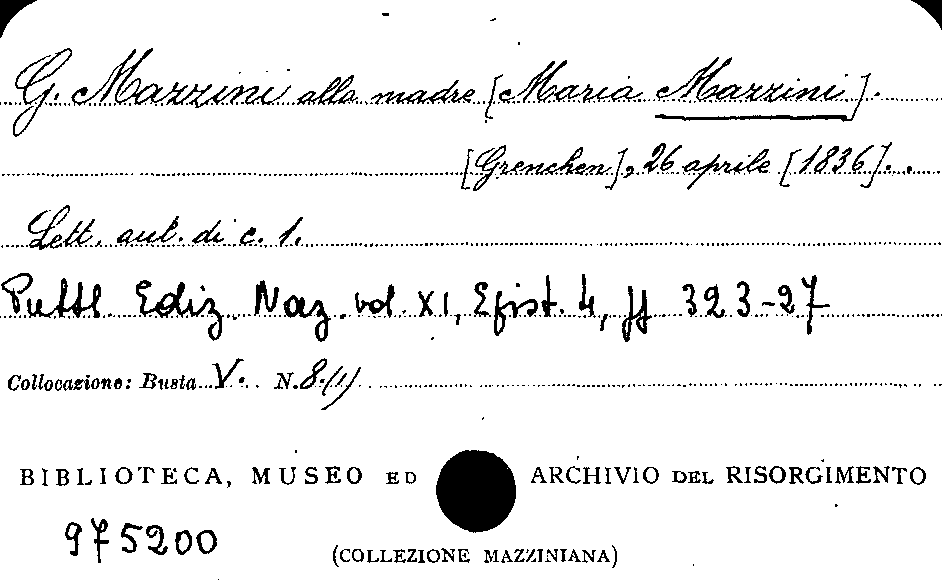 G. Mazzini alla madre [Maria Mazzini].
[Grenchen], 26 aprile [1836]..
Lett. aut. di c. 1.
Pubbl. Ediz. Naz. vol. XI, Epist. 4, pp 323-27
Collocazione: Busta V. N. 8.(1)
BIBLIOTECA, MUSEO ED ARCHIVIO DEL RISORGIMENTO
975200
(COLLEZIONE MAZZINIANA)